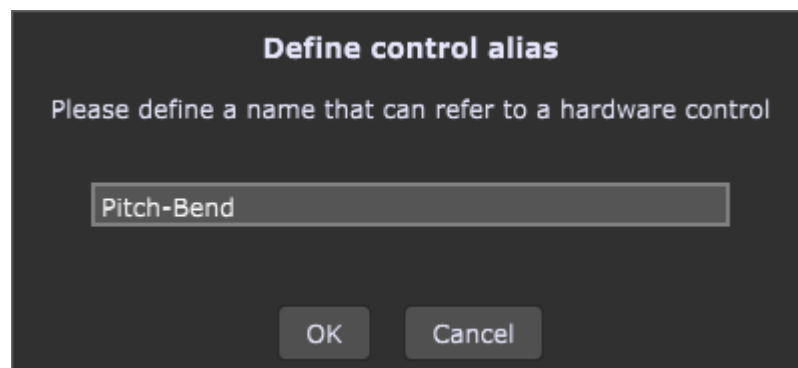 Define control alias
Please define a name that can refer to a hardware control
Pitch-Bend
OK Cancel